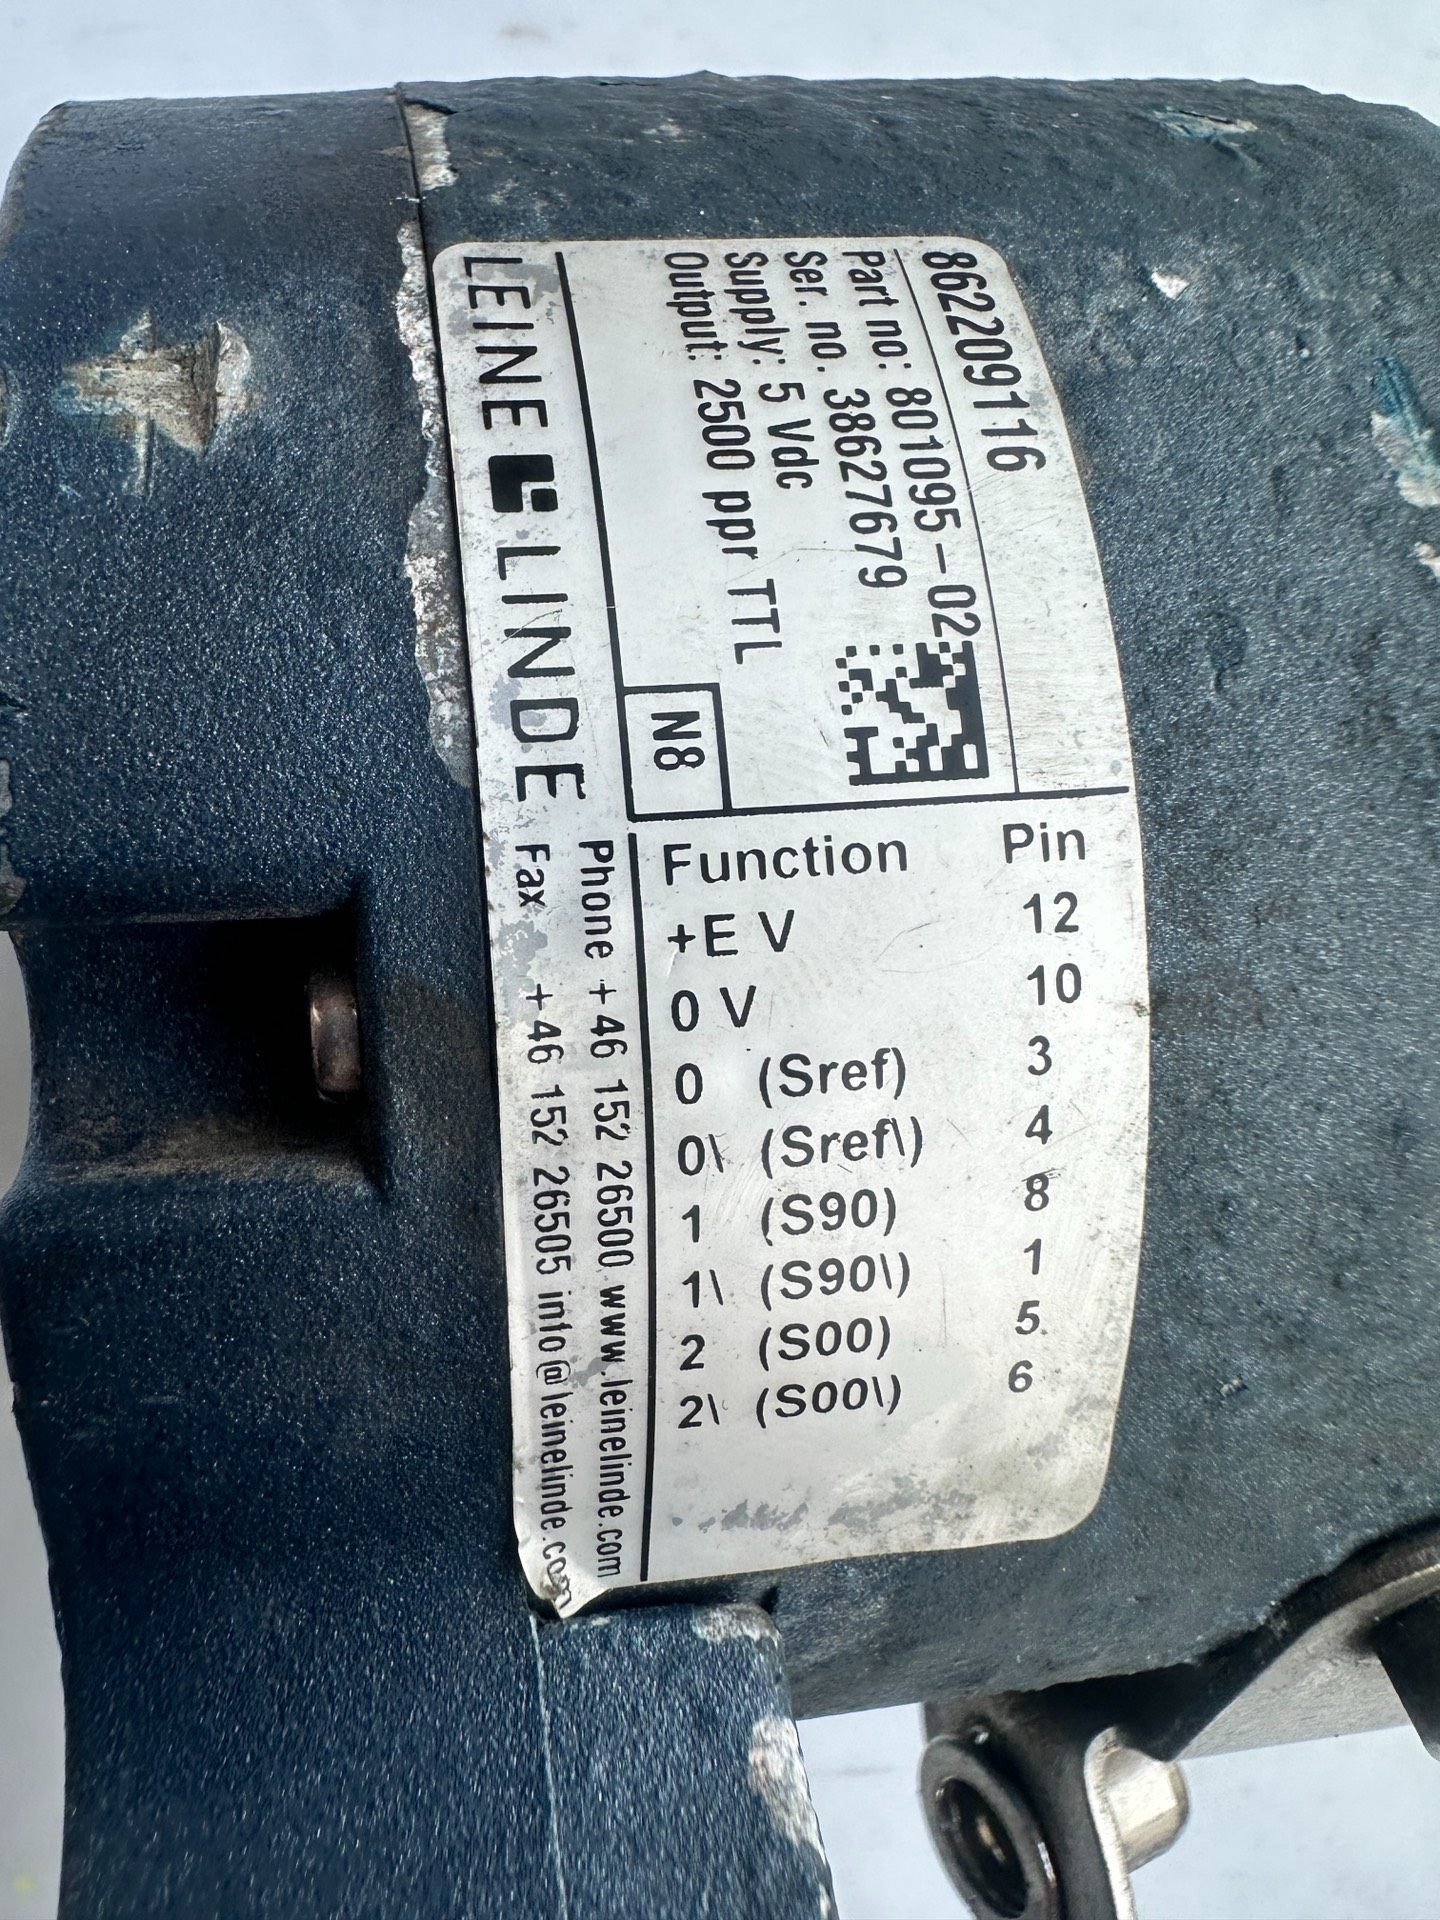 862209116
Part no: 801095-02
Ser. no. 38627679
Supply: 5 Vdc
Output: 2500 ppr TTL
N8
LEINE LINDE
Phone +46 152 26500 www.leinelinde.com
Fax +46 152 26505 info@leinelinde.com
Function Pin
+E V 12
0 V 10
0 (Sref) 3
0\ (Sref\) 4
1 (S90) 8
1\ (S90\) 1
2 (S00) 5
2\ (S00\) 6